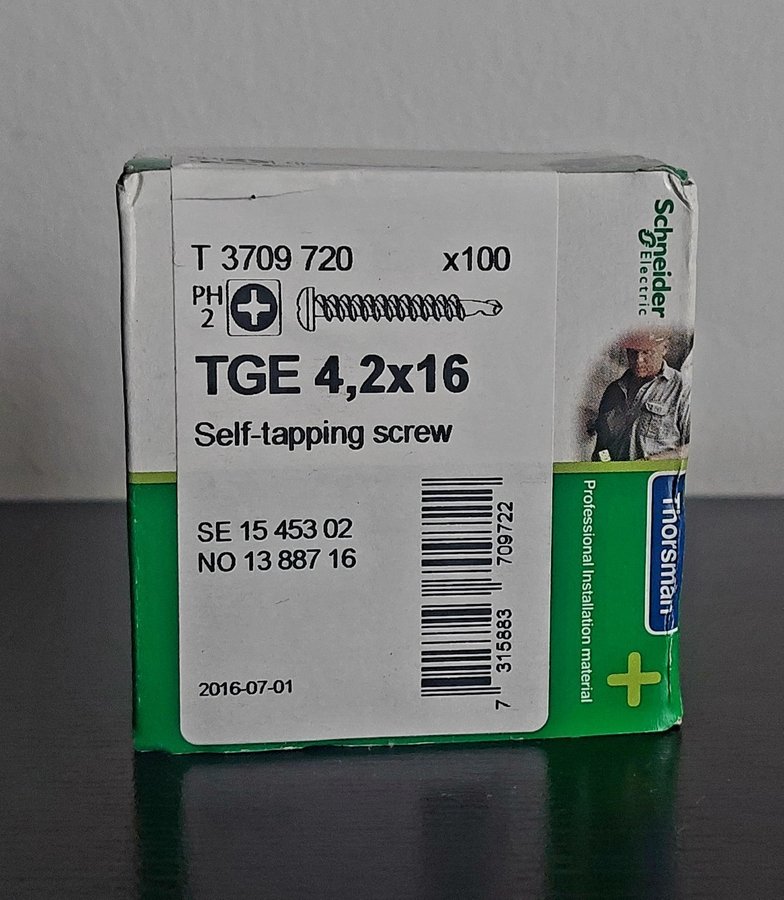 T 3709 720 x100
PH
2
TGE 4,2x16
Self-tapping screw
SE 15 453 02
NO 13 887 16
2016-07-01
7 315883 709722
Schneider
Electric
Thorsman
Professional Installation material